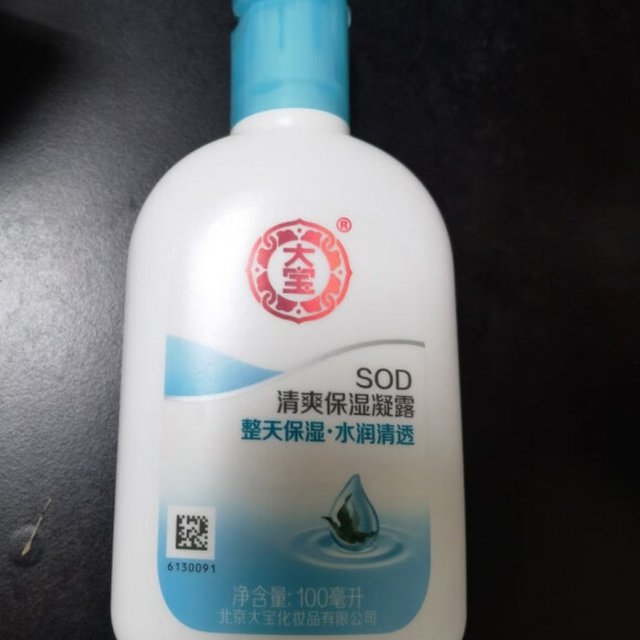 大宝®
SOD
清爽保湿凝露
整天保湿·水润清透
6130091
净含量:100毫升
北京大宝化妆品有限公司